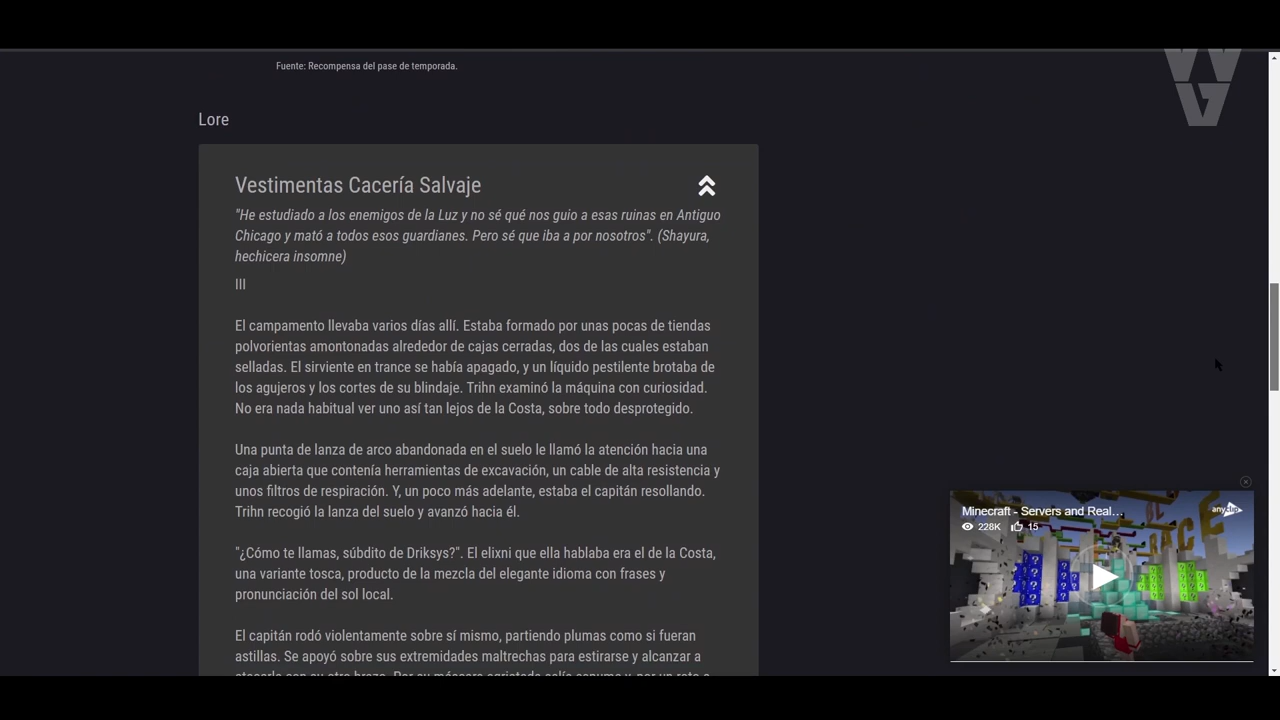 Fuente: Recompensa del pase de temporada.
Lore
Vestimentas Cacería Salvaje
"He estudiado a los enemigos de la Luz y no sé qué nos guio a esas ruinas en Antiguo
Chicago y mató a todos esos guardianes. Pero sé que iba a por nosotros". (Shayura,
hechicera insomne)
III
El campamento llevaba varios días allí. Estaba formado por unas pocas de tiendas
polvorientas amontonadas alrededor de cajas cerradas, dos de las cuales estaban
selladas. El sirviente en trance se había apagado, y un líquido pestilente brotaba de
los agujeros y los cortes de su blindaje. Trihn examinó la máquina con curiosidad.
No era nada habitual ver uno así tan lejos de la Costa, sobre todo desprotegido.
Una punta de lanza de arco abandonada en el suelo le llamó la atención hacia una
caja abierta que contenía herramientas de excavación, un cable de alta resistencia y
unos filtros de respiración. Y, un poco más adelante, estaba el capitán resollando.
Trihn recogió la lanza del suelo y avanzó hacia él.
"¿Cómo te llamas, súbdito de Driksys?". El elixni que ella hablaba era el de la Costa,
una variante tosca, producto de la mezcla del elegante idioma con frases y
pronunciación del sol local.
El capitán rodó violentamente sobre sí mismo, partiendo plumas como si fueran
astillas. Se apoyó sobre sus extremidades maltrechas para estirarse y alcanzar a
Minecraft - Servers and Real...
anyclip
228K 15
RACE